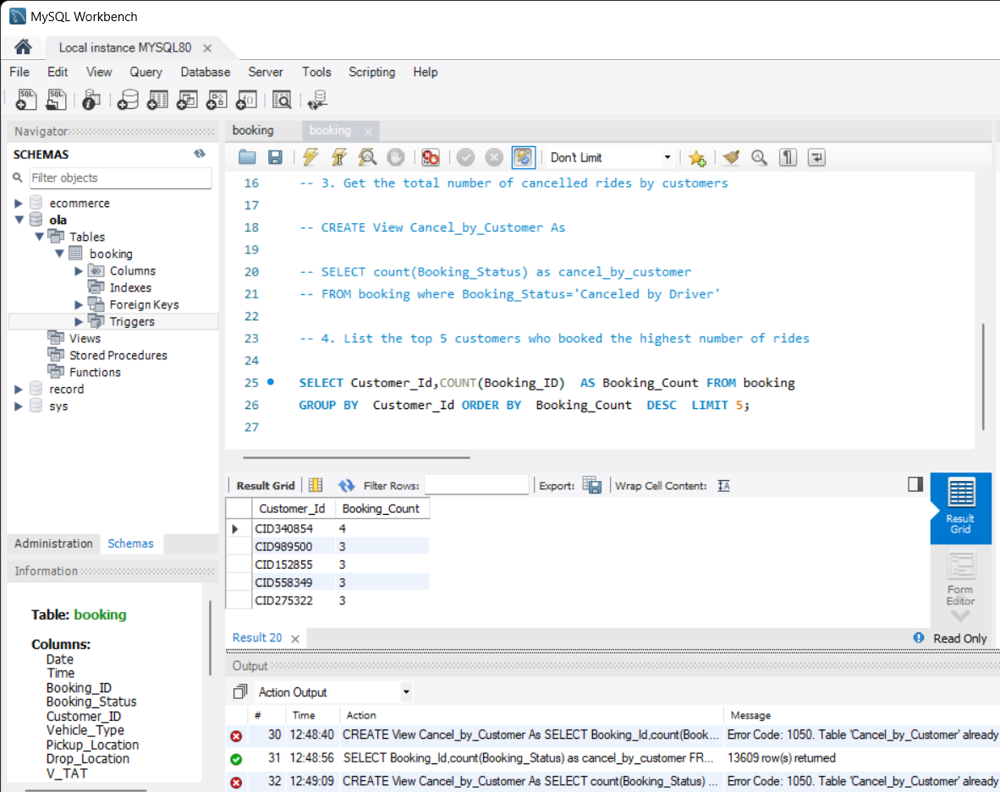 MySQL Workbench
Local instance MYSQL80
File Edit View Query Database Server Tools Scripting Help
Navigator
SCHEMAS
Filter objects
ecommerce
ola
Tables
booking
Columns
Indexes
Foreign Keys
Triggers
Views
Stored Procedures
Functions
record
sys
Administration Schemas
Information
Table: booking
Columns:
Date
Time
Booking_ID
Booking_Status
Customer_ID
Vehicle_Type
Pickup_Location
Drop_Location
V_TAT
booking booking
Don't Limit
16 -- 3. Get the total number of cancelled rides by customers
17
18 -- CREATE View Cancel_by_Customer As
19
20 -- SELECT count(Booking_Status) as cancel_by_customer
21 -- FROM booking where Booking_Status='Canceled by Driver'
22
23 -- 4. List the top 5 customers who booked the highest number of rides
24
25 SELECT Customer_Id,COUNT(Booking_ID)  AS Booking_Count FROM booking
26 GROUP BY  Customer_Id ORDER BY  Booking_Count  DESC  LIMIT 5;
27
Result Grid Filter Rows: Export: Wrap Cell Content:
Customer_Id Booking_Count
CID340854 4
CID989500 3
CID152855 3
CID558349 3
CID275322 3
Result
Grid
Form
Editor
Result 20
Read Only
Output
Action Output
# Time Action Message
30 12:48:40 CREATE View Cancel_by_Customer As SELECT Booking_Id,count(Book... Error Code: 1050. Table 'Cancel_by_Customer' already
31 12:48:56 SELECT Booking_Id,count(Booking_Status) as cancel_by_customer FR... 13609 row(s) returned
32 12:49:09 CREATE View Cancel_by_Customer As SELECT count(Booking_Status) ... Error Code: 1050. Table 'Cancel_by_Customer' already